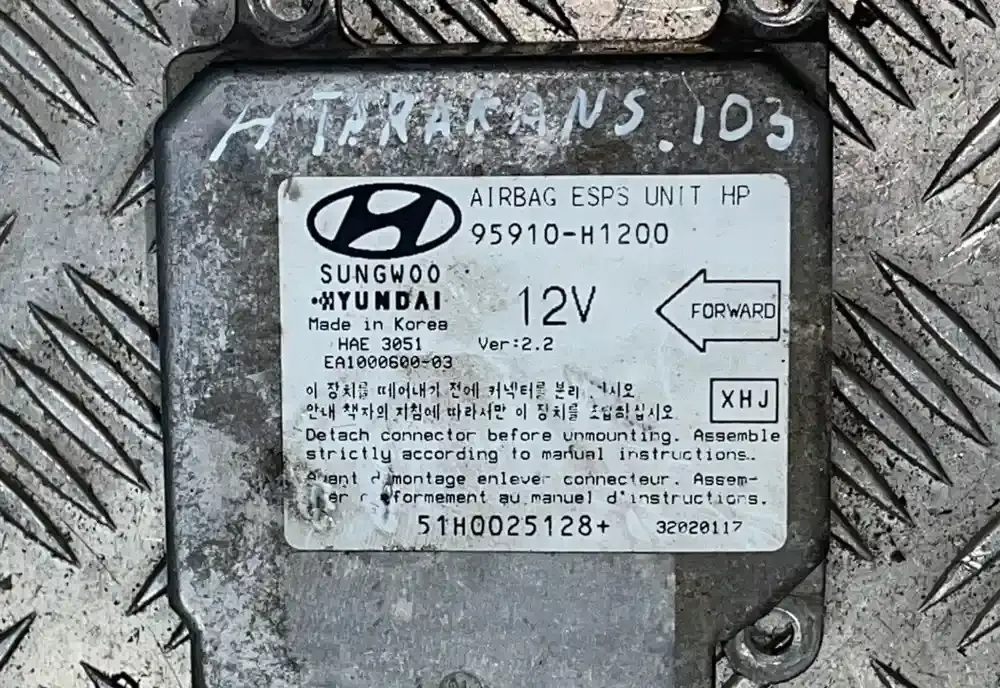 H TARAKANS .103
AIRBAG ESPS UNIT HP
95910-H1200
SUNGWOO
HYUNDAI
Made in Korea
HAE 3051
EA1000600-03
12V
Ver:2.2
FORWARD
XHJ
이 장치를 떼어내기 전에 커넥터를 분리
안내 책자의 지침에 따라서만 이 장치를 조립하십시오
Detach connector before unmounting. Assemble
strictly according to manual instructions.
Avant démontage enlever connecteur. Assem-
au manuel d'instructions.
51H0025128+
32020117